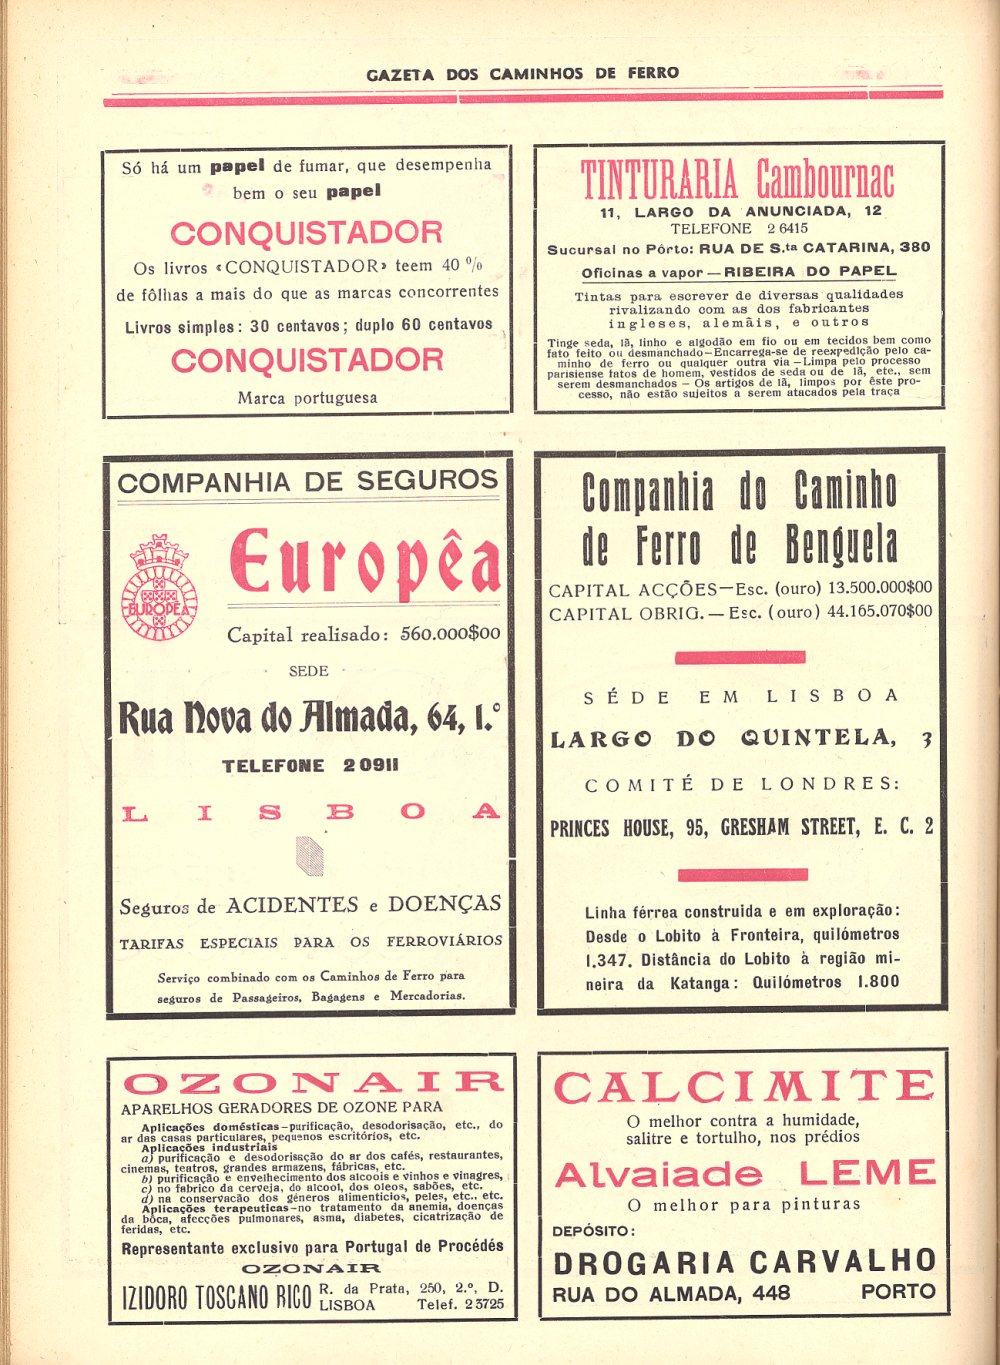 GAZETA DOS CAMINHOS DE FERRO
Só há um papel de fumar, que desempenha
bem o seu papel
CONQUISTADOR
Os livros «CONQUISTADOR» teem 40 %
de fôlhas a mais do que as marcas concorrentes
Livros simples: 30 centavos; duplo 60 centavos
CONQUISTADOR
Marca portuguesa
TINTURARIA Cambournac
11, LARGO DA ANUNCIADA, 12
TELEFONE 2 6415
Sucursal no Pôrto: RUA DE S.ta CATARINA, 380
Oficinas a vapor — RIBEIRA DO PAPEL
Tintas para escrever de diversas qualidades
rivalizando com as dos fabricantes
ingleses, alemãis, e outros
Tinge seda, lã, linho e algodão em fio ou em tecidos bem como
fato feito ou desmanchado—Encarrega-se de reexpedição pelo ca-
minho de ferro ou qualquer outra via — Limpa pelo processo
parisiense fatos de homem, vestidos de seda ou de lã, etc., sem
serem desmanchados — Os artigos de lã, limpos por êste pro-
cesso, não estão sujeitos a serem atacados pela traça
COMPANHIA DE SEGUROS
Européa
EUROPÊA
Capital realisado: 560.000$00
SEDE
Rua Nova do Almada, 64, 1.º
TELEFONE 2 0911
LISBOA
Seguros de ACIDENTES e DOENÇAS
TARIFAS ESPECIAIS PARA OS FERROVIÁRIOS
Serviço combinado com os Caminhos de Ferro para
seguros de Passageiros, Bagagens e Mercadorias.
Companhia do Caminho
de Ferro de Benguela
CAPITAL ACÇÕES—Esc. (ouro) 13.500.000$00
CAPITAL OBRIG. — Esc. (ouro) 44.165.070$00
SÉDE EM LISBOA
LARGO DO QUINTELA, 3
COMITÉ DE LONDRES:
PRINCES HOUSE, 95, GRESHAM STREET, E. C. 2
Linha férrea construida e em exploração:
Desde o Lobito à Fronteira, quilómetros
1.347. Distância do Lobito à região mi-
neira da Katanga: Quilómetros 1.800
OZONAIR
APARELHOS GERADORES DE OZONE PARA
Aplicações domésticas—purificação, desodorisação, etc., do
ar das casas particulares, pequenos escritórios, etc.
Aplicações industriais
a) purificação e desodorisação do ar dos cafés, restaurantes,
cinemas, teatros, grandes armazens, fábricas, etc.
b) purificação e envelhecimento dos alcoois e vinhos e vinagres,
c) no fabrico da cerveja, do alcool, dos oleos, sabões, etc.
d) na conservacão dos géneros alimenticios, peles, etc., etc.
Aplicações terapeuticas—no tratamento da anemia, doenças
da bôca, afecções pulmonares, asma, diabetes, cicatrização de
feridas, etc.
Representante exclusivo para Portugal de Procédés
OZONAIR
IZIDORO TOSCANO RICO R. da Prata, 250, 2.º, D.
LISBOA Telef. 2 3725
CALCIMITE
O melhor contra a humidade,
salitre e tortulho, nos prédios
Alvaiade LEME
O melhor para pinturas
DEPÓSITO:
DROGARIA CARVALHO
RUA DO ALMADA, 448 PORTO